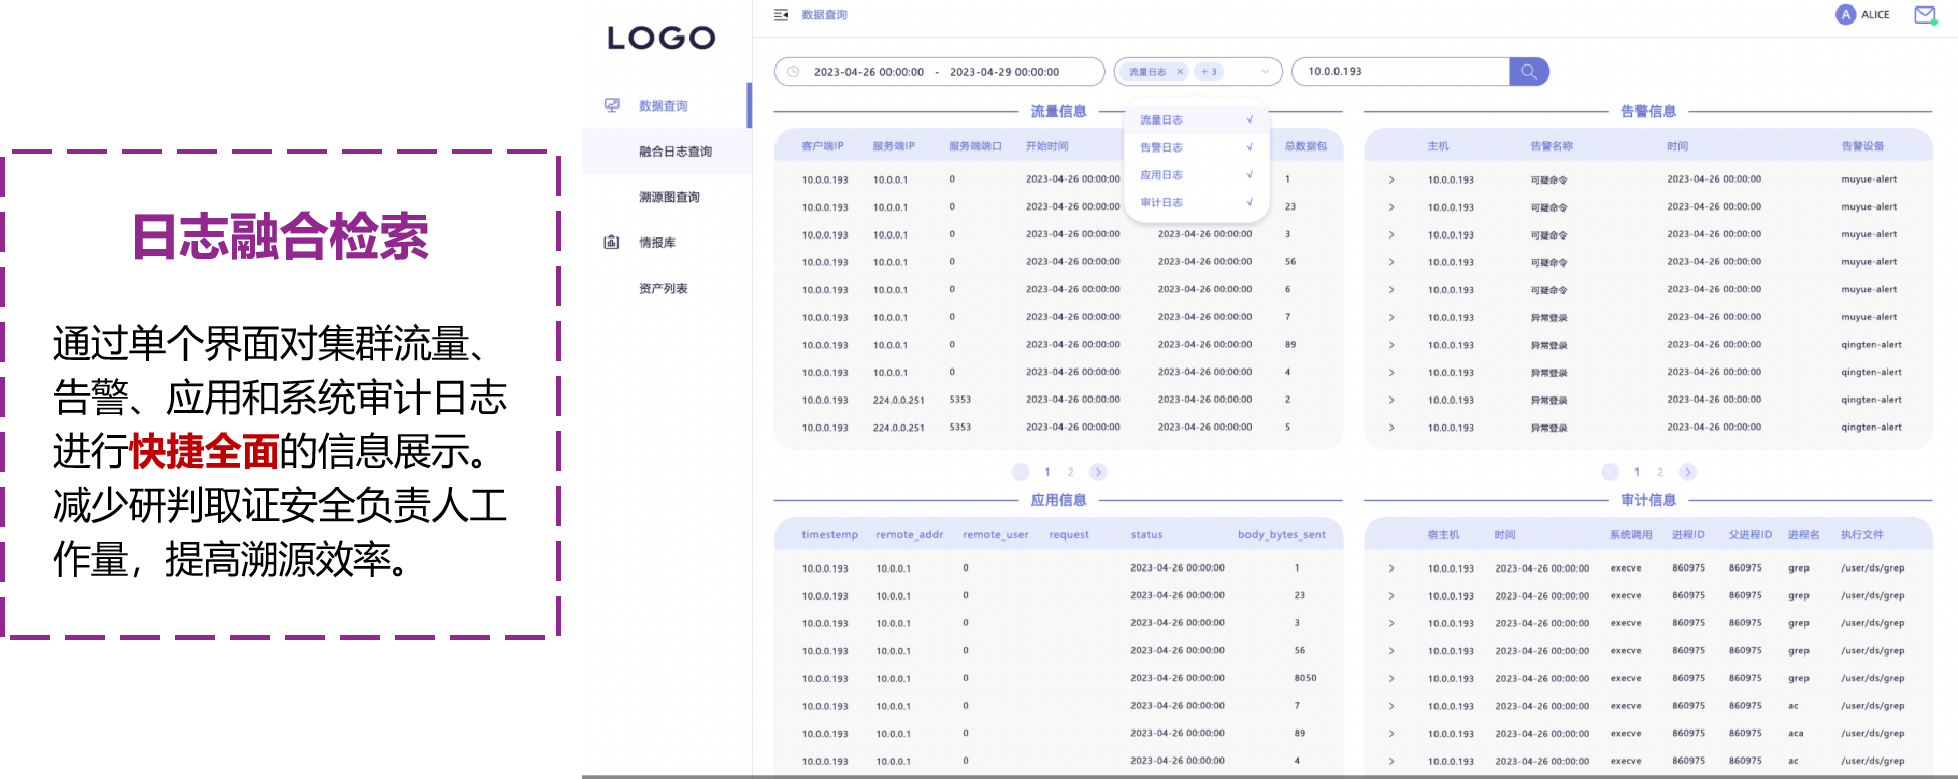 日志融合检索
通过单个界面对集群流量、
告警、应用和系统审计日志
进行快捷全面的信息展示。
减少研判取证安全负责人工
作量，提高溯源效率。
LOGO
数据查询
融合日志查询
溯源图查询
情报库
资产列表
数据查询
A ALICE
2023-04-26 00:00:00 - 2023-04-29 00:00:00 流量日志 × + 3 10.0.0.193
流量日志 √
告警日志 √
应用日志 √
审计日志 √
流量信息
客户端IP 服务端IP 服务端端口 开始时间 总数据包
10.0.0.193 10.0.0.1 0 2023-04-26 00:00:00 1
10.0.0.193 10.0.0.1 0 2023-04-26 00:00:00 23
10.0.0.193 10.0.0.1 0 2023-04-26 00:00:00 2023-04-26 00:00:00 3
10.0.0.193 10.0.0.1 0 2023-04-26 00:00:00 2023-04-26 00:00:00 56
10.0.0.193 10.0.0.1 0 2023-04-26 00:00:00 2023-04-26 00:00:00 6
10.0.0.193 10.0.0.1 0 2023-04-26 00:00:00 2023-04-26 00:00:00 7
10.0.0.193 10.0.0.1 0 2023-04-26 00:00:00 2023-04-26 00:00:00 89
10.0.0.193 10.0.0.1 0 2023-04-26 00:00:00 2023-04-26 00:00:00 4
10.0.0.193 224.0.0.251 5353 2023-04-26 00:00:00 2023-04-26 00:00:00 2
10.0.0.193 224.0.0.251 5353 2023-04-26 00:00:00 2023-04-26 00:00:00 5
1 2 >
告警信息
主机 告警名称 时间 告警设备
> 10.0.0.193 可疑命令 2023-04-26 00:00:00 muyue-alert
> 10.0.0.193 可疑命令 2023-04-26 00:00:00 muyue-alert
> 10.0.0.193 可疑命令 2023-04-26 00:00:00 muyue-alert
> 10.0.0.193 可疑命令 2023-04-26 00:00:00 muyue-alert
> 10.0.0.193 可疑命令 2023-04-26 00:00:00 muyue-alert
> 10.0.0.193 异常登录 2023-04-26 00:00:00 muyue-alert
> 10.0.0.193 异常登录 2023-04-26 00:00:00 qingten-alert
> 10.0.0.193 异常登录 2023-04-26 00:00:00 qingten-alert
> 10.0.0.193 异常登录 2023-04-26 00:00:00 qingten-alert
> 10.0.0.193 异常登录 2023-04-26 00:00:00 qingten-alert
1 2 >
应用信息
timestemp remote_addr remote_user request status body_bytes_sent
10.0.0.193 10.0.0.1 0 2023-04-26 00:00:00 1
10.0.0.193 10.0.0.1 0 2023-04-26 00:00:00 23
10.0.0.193 10.0.0.1 0 2023-04-26 00:00:00 3
10.0.0.193 10.0.0.1 0 2023-04-26 00:00:00 56
10.0.0.193 10.0.0.1 0 2023-04-26 00:00:00 8050
10.0.0.193 10.0.0.1 0 2023-04-26 00:00:00 7
10.0.0.193 10.0.0.1 0 2023-04-26 00:00:00 89
10.0.0.193 10.0.0.1 0 2023-04-26 00:00:00 4
审计信息
宿主机 时间 系统调用 进程ID 父进程ID 进程名 执行文件
> 10.0.0.193 2023-04-26 00:00:00 execve 860975 860975 grep /user/ds/grep
> 10.0.0.193 2023-04-26 00:00:00 execve 860975 860975 grep /user/ds/grep
> 10.0.0.193 2023-04-26 00:00:00 execve 860975 860975 grep /user/ds/grep
> 10.0.0.193 2023-04-26 00:00:00 execve 860975 860975 grep /user/ds/grep
> 10.0.0.193 2023-04-26 00:00:00 execve 860975 860975 grep /user/ds/grep
> 10.0.0.193 2023-04-26 00:00:00 execve 860975 860975 ac /user/ds/grep
> 10.0.0.193 2023-04-26 00:00:00 execve 860975 860975 aca /user/ds/grep
> 10.0.0.193 2023-04-26 00:00:00 execve 860975 860975 ac /user/ds/grep